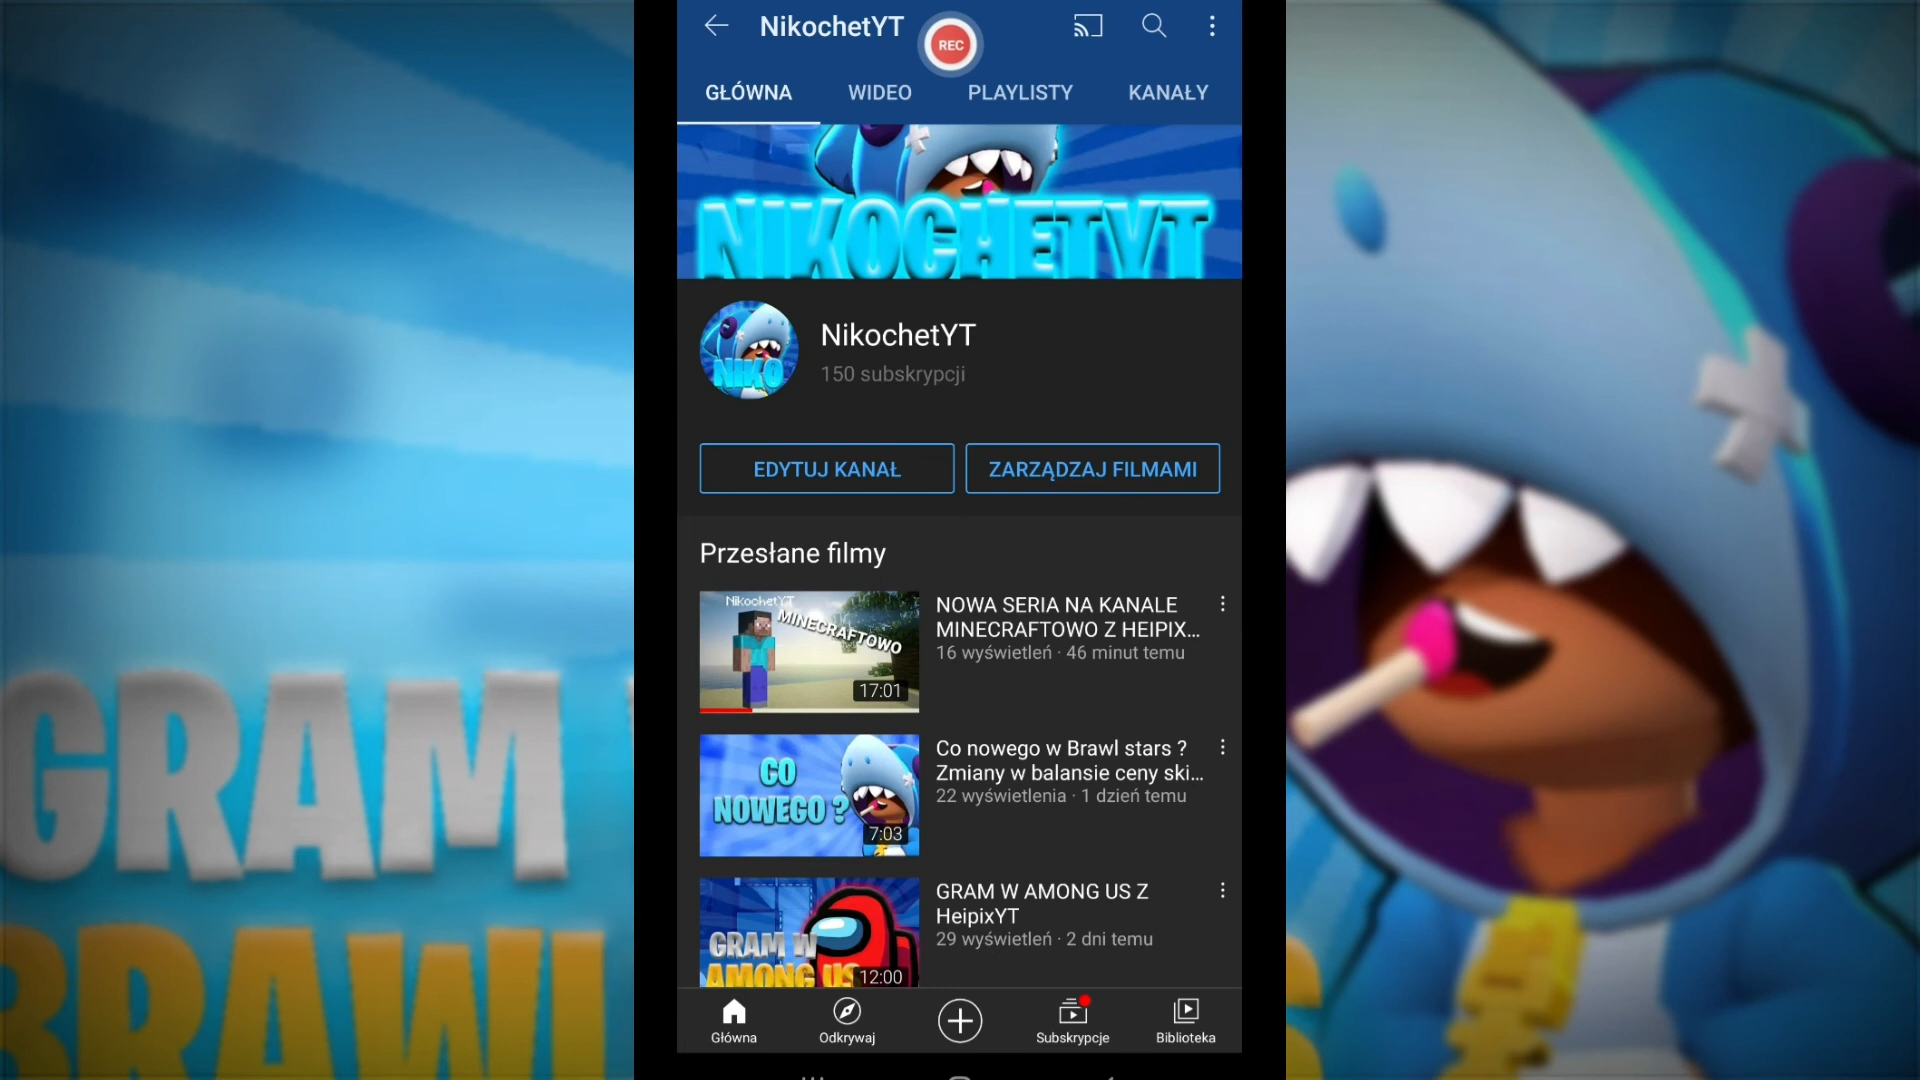 NikochetYT
REC
GŁÓWNA
WIDEO
PLAYLISTY
KANAŁY
NIKOCHETYT
NIKO
NikochetYT
150 subskrypcji
EDYTUJ KANAŁ
ZARZĄDZAJ FILMAMI
Przesłane filmy
NikochetYT
MINECRAFTOWO
17:01
NOWA SERIA NA KANALE
MINECRAFTOWO Z HEIPIX...
16 wyświetleń · 46 minut temu
CO
NOWEGO ?
7:03
Co nowego w Brawl stars ?
Zmiany w balansie ceny ski...
22 wyświetlenia · 1 dzień temu
GRAM W
AMONG US
12:00
GRAM W AMONG US Z
HeipixYT
29 wyświetleń · 2 dni temu
Główna
Odkrywaj
Subskrypcje
Biblioteka
GRAM
BRAWL